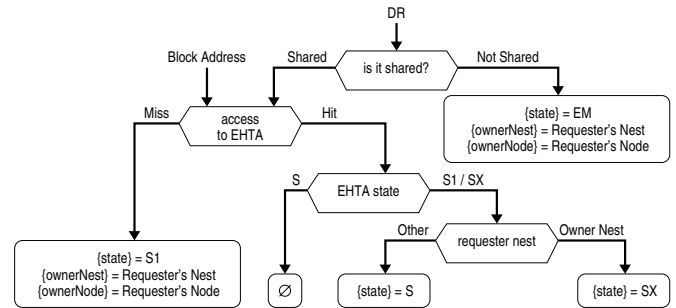 DR
Block Address
Shared
is it shared?
Not Shared
Miss
access
to EHTA
Hit
{state} = EM
{ownerNest} = Requester's Nest
{ownerNode} = Requester's Node
S
EHTA state
S1 / SX
Other
requester nest
Owner Nest
{state} = S1
{ownerNest} = Requester's Nest
{ownerNode} = Requester's Node
∅
{state} = S
{state} = SX